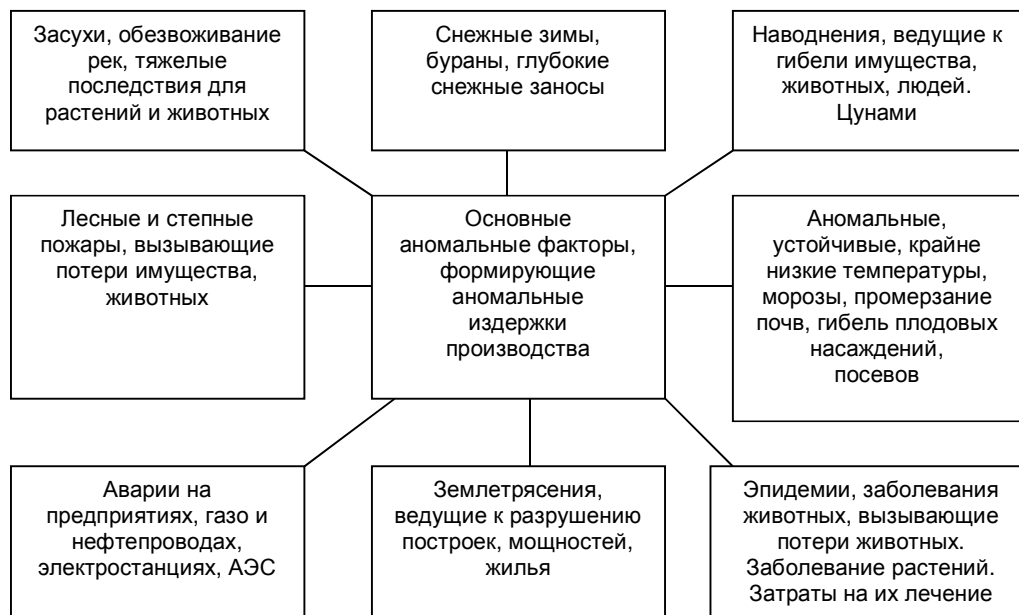 Засухи, обезвоживание
рек, тяжелые
последствия для
растений и животных
Снежные зимы,
бураны, глубокие
снежные заносы
Наводнения, ведущие к
гибели имущества,
животных, людей.
Цунами
Лесные и степные
пожары, вызывающие
потери имущества,
животных
Основные
аномальные факторы,
формирующие
аномальные
издержки
производства
Аномальные,
устойчивые, крайне
низкие температуры,
морозы, промерзание
почв, гибель плодовых
насаждений,
посевов
Аварии на
предприятиях, газо и
нефтепроводах,
электростанциях, АЭС
Землетрясения,
ведущие к разрушению
построек, мощностей,
жилья
Эпидемии, заболевания
животных, вызывающие
потери животных.
Заболевание растений.
Затраты на их лечение